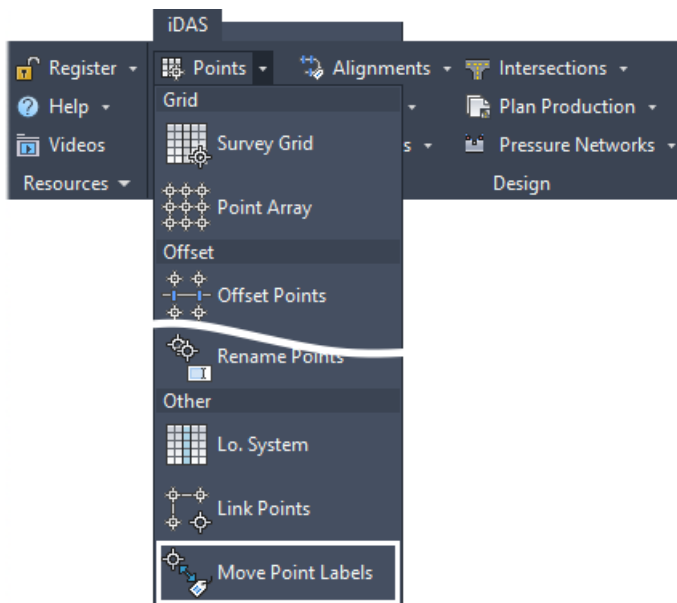 iDAS
Register
Points
Alignments
Intersections
Help
Grid
Plan Production
Videos
Survey Grid
s
Pressure Networks
Resources
Design
Point Array
Offset
Offset Points
Rename Points
Other
Lo. System
Link Points
Move Point Labels